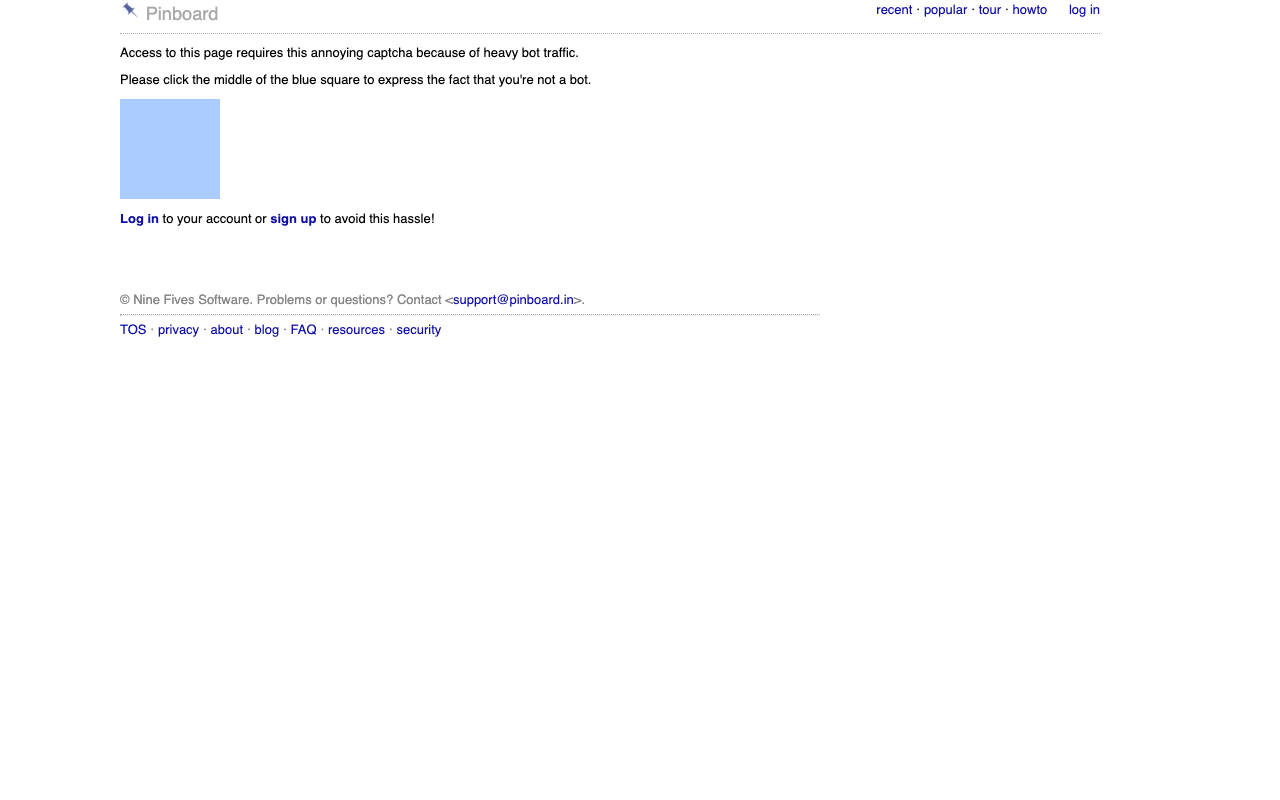 Pinboard
recent · popular · tour · howto log in
Access to this page requires this annoying captcha because of heavy bot traffic.
Please click the middle of the blue square to express the fact that you're not a bot.
Log in to your account or sign up to avoid this hassle!
© Nine Fives Software. Problems or questions? Contact <support@pinboard.in>.
TOS · privacy · about · blog · FAQ · resources · security